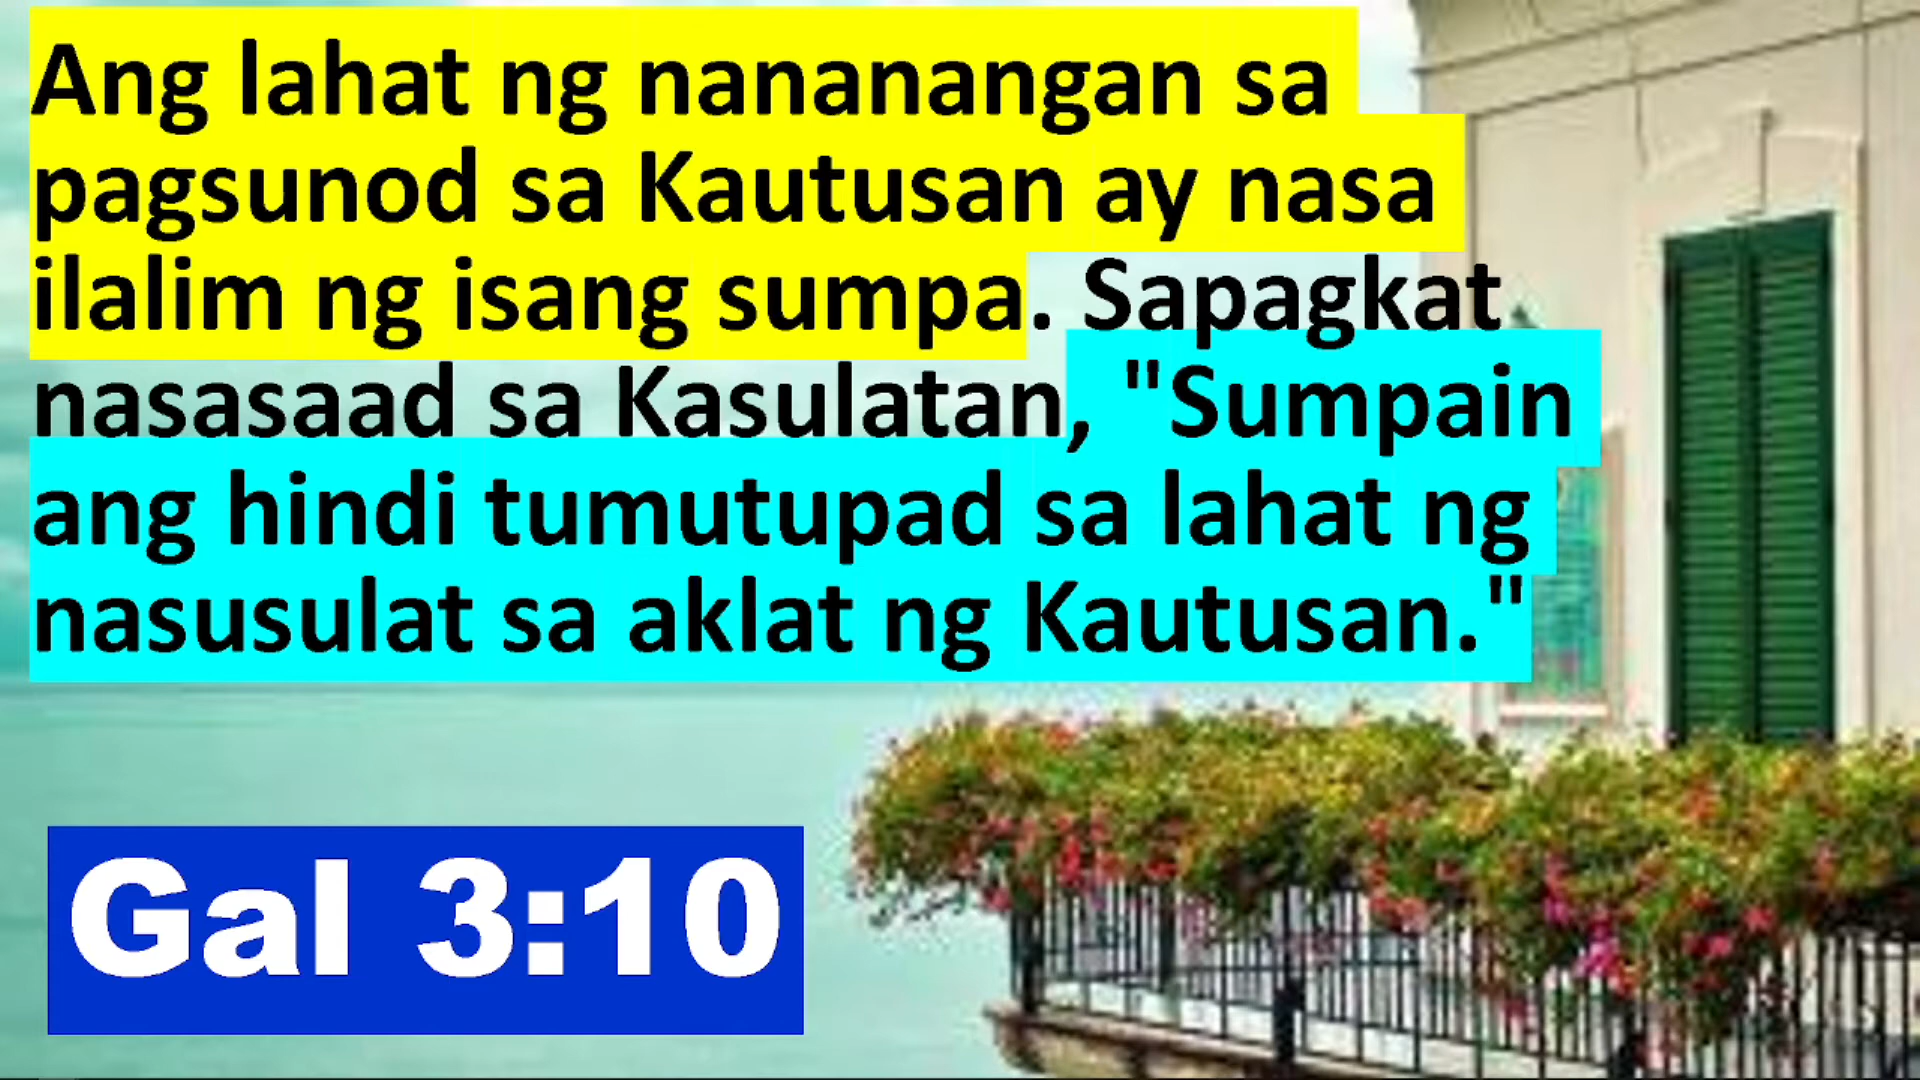 Ang lahat ng nananangan sa
pagsunod sa Kautusan ay nasa
ilalim ng isang sumpa. Sapagkat
nasasaad sa Kasulatan, "Sumpain
ang hindi tumutupad sa lahat ng
nasusulat sa aklat ng Kautusan."
Gal 3:10